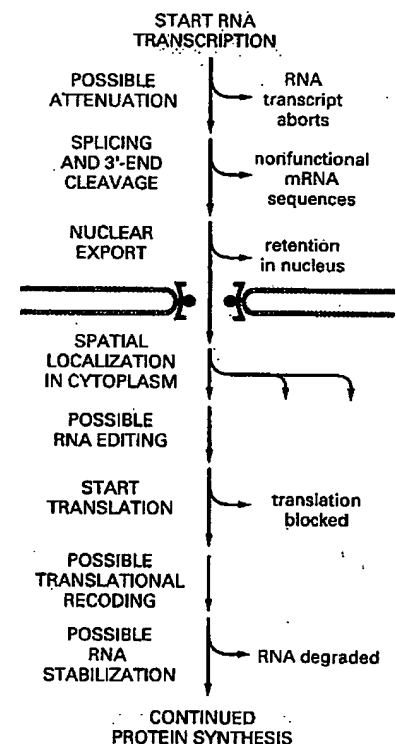 START RNA
TRANSCRIPTION
POSSIBLE
ATTENUATION
RNA
transcript
aborts
SPLICING
AND 3'-END
CLEAVAGE
nonfunctional
mRNA
sequences
NUCLEAR
EXPORT
retention
in nucleus
SPATIAL
LOCALIZATION
IN CYTOPLASM
POSSIBLE
RNA EDITING
START
TRANSLATION
translation
blocked
POSSIBLE
TRANSLATIONAL
RECODING
POSSIBLE
RNA
STABILIZATION
RNA degraded
CONTINUED
PROTEIN SYNTHESIS